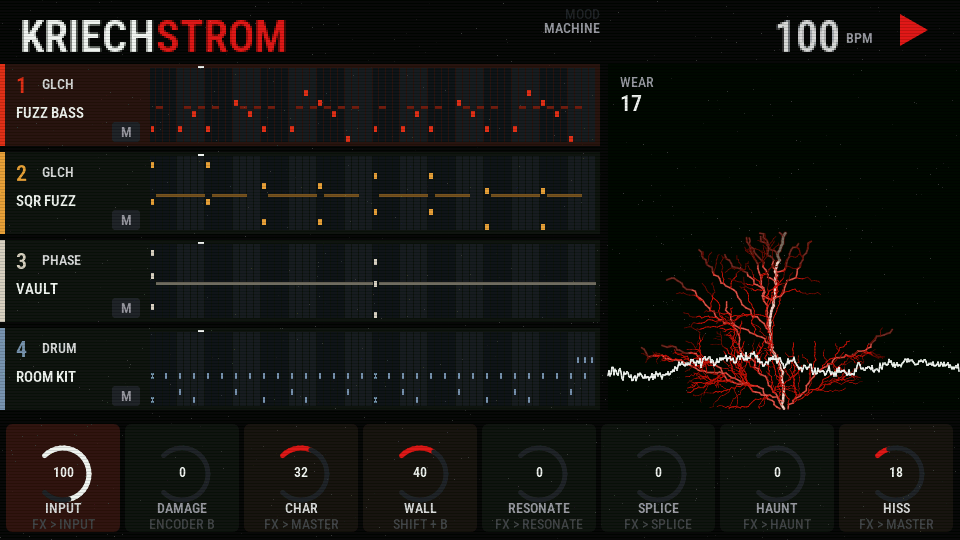 KRIECHSTROM
MOOD
MACHINE
100 BPM
1 GLCH
FUZZ BASS
M
2 GLCH
SQR FUZZ
M
3 PHASE
VAULT
M
4 DRUM
ROOM KIT
M
WEAR
17
100
INPUT
FX > INPUT
0
DAMAGE
ENCODER B
32
CHAR
FX > MASTER
40
WALL
SHIFT + B
0
RESONATE
FX > RESONATE
0
SPLICE
FX > SPLICE
0
HAUNT
FX > HAUNT
18
HISS
FX > MASTER